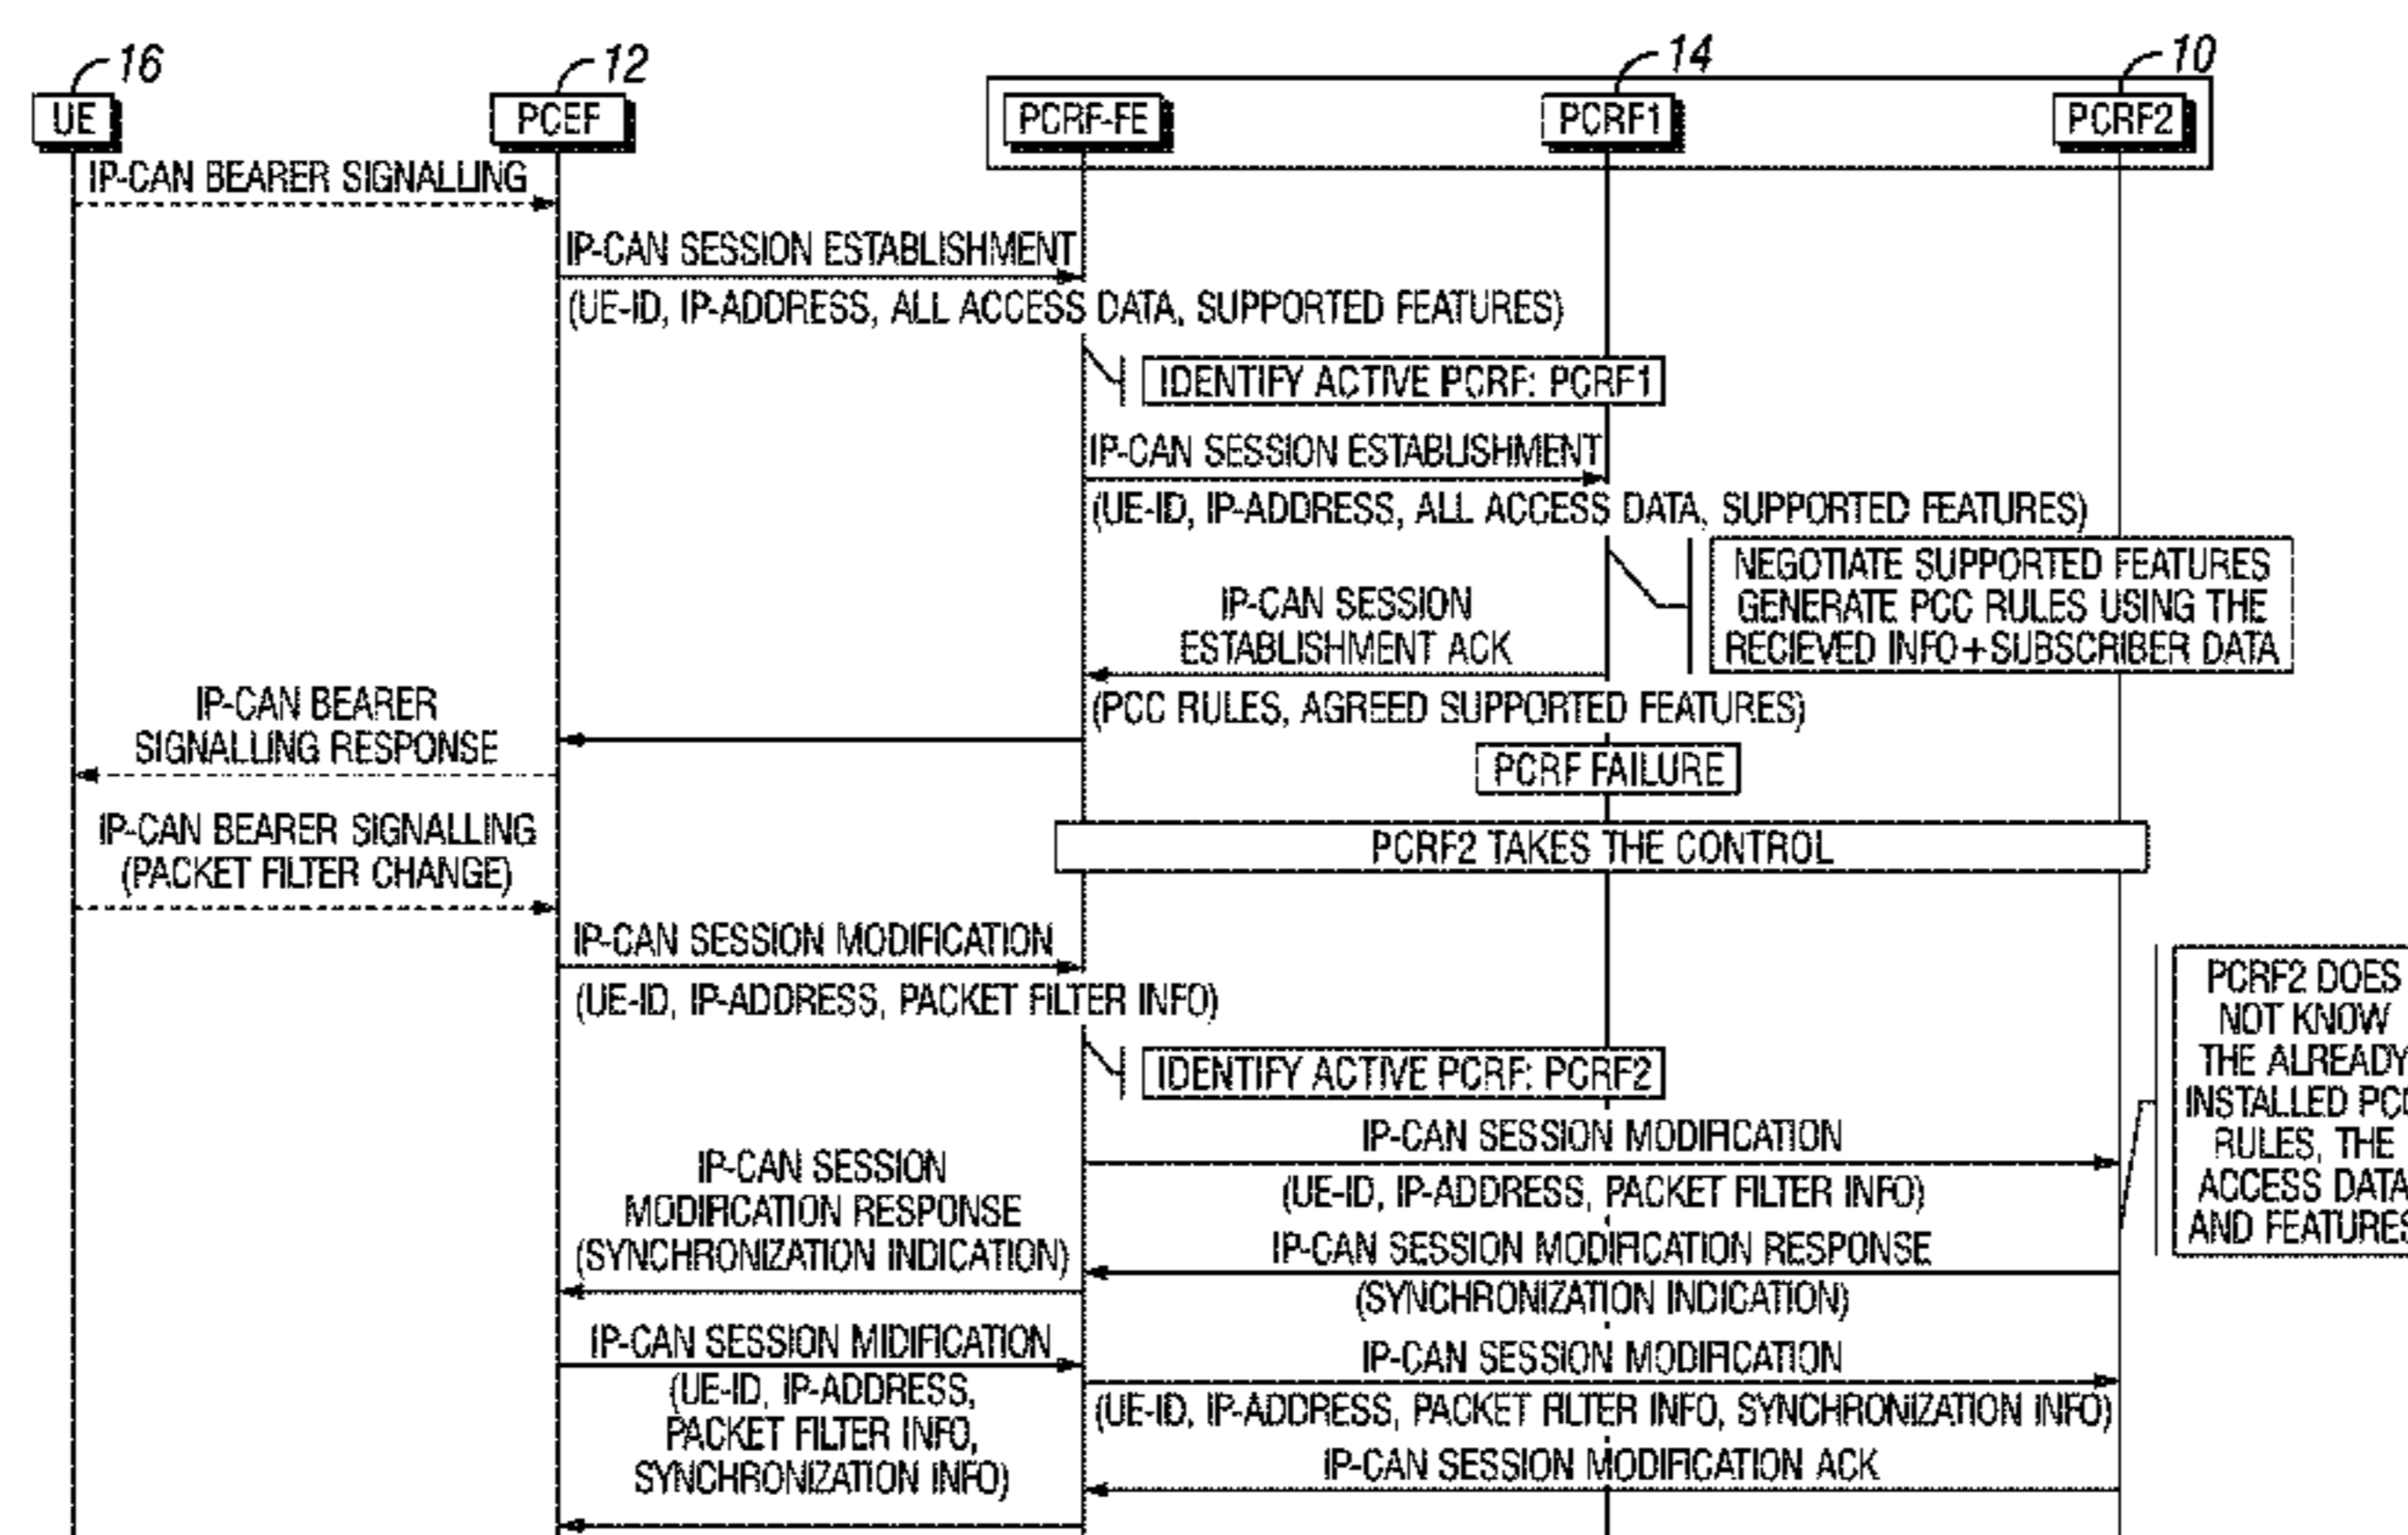 16
12
14
10
UE
PCEF
PCRF-FE
PCRF1
PCRF2
IP-CAN BEARER SIGNALLING
IP-CAN SESSION ESTABLISHMENT
(UE-ID, IP-ADDRESS, ALL ACCESS DATA, SUPPORTED FEATURES)
IDENTIFY ACTIVE PCRF: PCRF1
IP-CAN SESSION ESTABLISHMENT
(UE-ID, IP-ADDRESS, ALL ACCESS DATA, SUPPORTED FEATURES)
NEGOTIATE SUPPORTED FEATURES
GENERATE PCC RULES USING THE
RECIEVED INFO+SUBSCRIBER DATA
IP-CAN SESSION
ESTABLISHMENT ACK
(PCC RULES, AGREED SUPPORTED FEATURES)
IP-CAN BEARER
SIGNALLING RESPONSE
PCRF FAILURE
IP-CAN BEARER SIGNALLING
(PACKET FILTER CHANGE)
PCRF2 TAKES THE CONTROL
IP-CAN SESSION MODIFICATION
(UE-ID, IP-ADDRESS, PACKET FILTER INFO)
IDENTIFY ACTIVE PCRF: PCRF2
PCRF2 DOES
NOT KNOW
THE ALREADY
INSTALLED PCC
RULES, THE
ACCESS DATA
AND FEATURES
IP-CAN SESSION MODIFICATION
(UE-ID, IP-ADDRESS, PACKET FILTER INFO)
IP-CAN SESSION
MODIFICATION RESPONSE
(SYNCHRONIZATION INDICATION)
IP-CAN SESSION MODIFICATION RESPONSE
(SYNCHRONIZATION INDICATION)
IP-CAN SESSION MIDIFICATION
(UE-ID, IP-ADDRESS,
PACKET FILTER INFO,
SYNCHRONIZATION INFO)
IP-CAN SESSION MODIFICATION
(UE-ID, IP-ADDRESS, PACKET FILTER INFO, SYNCHRONIZATION INFO)
IP-CAN SESSION MODIFICATION ACK